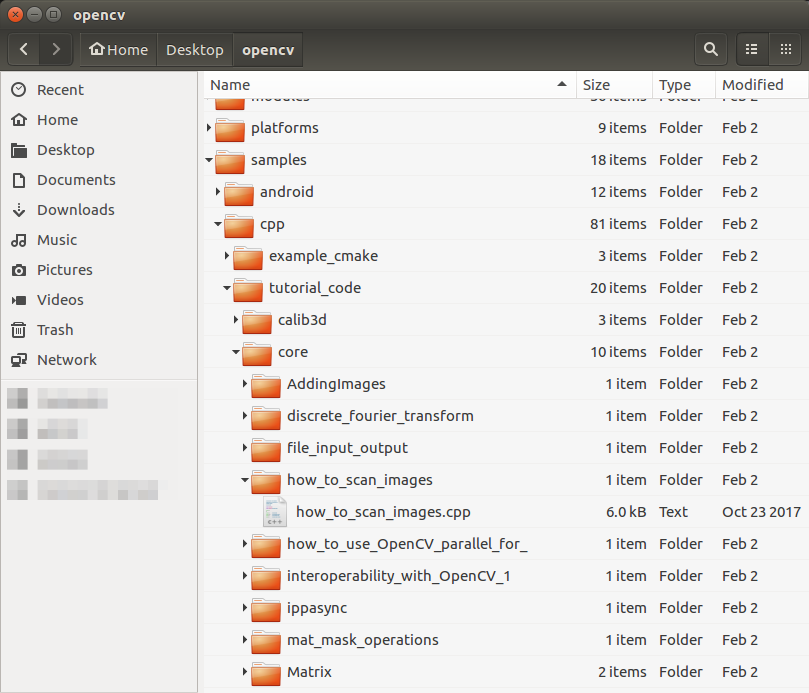 opencv
Home Desktop opencv
Recent
Home
Desktop
Documents
Downloads
Music
Pictures
Videos
Trash
Network
Name Size Type Modified
modules 30 items Folder Feb 2
platforms 9 items Folder Feb 2
samples 18 items Folder Feb 2
android 12 items Folder Feb 2
cpp 81 items Folder Feb 2
example_cmake 3 items Folder Feb 2
tutorial_code 20 items Folder Feb 2
calib3d 3 items Folder Feb 2
core 10 items Folder Feb 2
AddingImages 1 item Folder Feb 2
discrete_fourier_transform 1 item Folder Feb 2
file_input_output 1 item Folder Feb 2
how_to_scan_images 1 item Folder Feb 2
C++ how_to_scan_images.cpp 6.0 kB Text Oct 23 2017
how_to_use_OpenCV_parallel_for_ 1 item Folder Feb 2
interoperability_with_OpenCV_1 1 item Folder Feb 2
ippasync 1 item Folder Feb 2
mat_mask_operations 1 item Folder Feb 2
Matrix 2 items Folder Feb 2